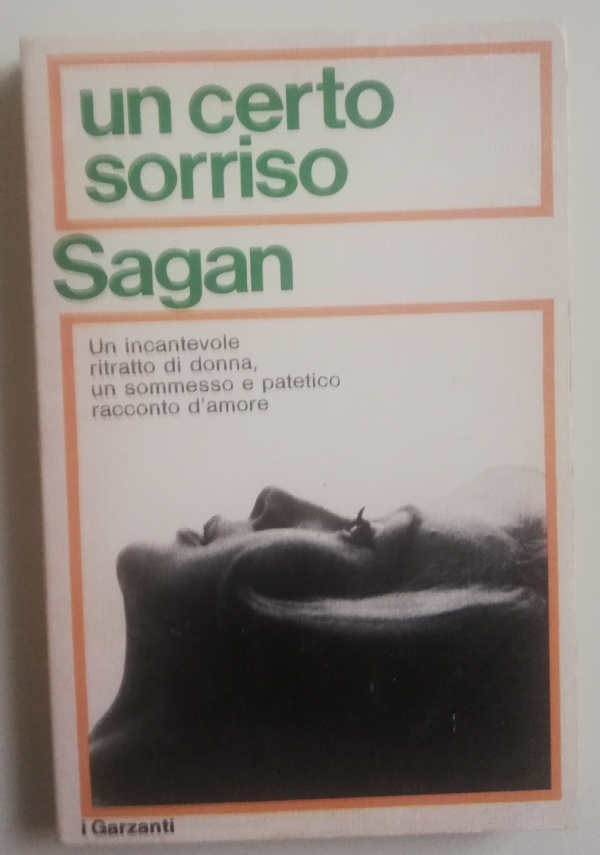 un certo
sorriso
Sagan
Un incantevole
ritratto di donna,
un sommesso e patetico
racconto d'amore
i Garzanti